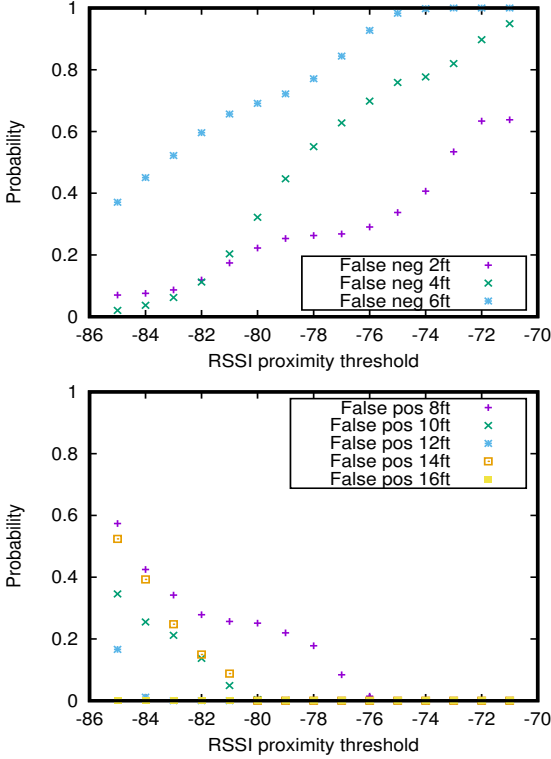 1
0.8
0.6
0.4
0.2
0
Probability
False neg 2ft
False neg 4ft
False neg 6ft
-86 -84 -82 -80 -78 -76 -74 -72 -70
RSSI proximity threshold
1
0.8
0.6
0.4
0.2
0
Probability
False pos 8ft
False pos 10ft
False pos 12ft
False pos 14ft
False pos 16ft
-86 -84 -82 -80 -78 -76 -74 -72 -70
RSSI proximity threshold